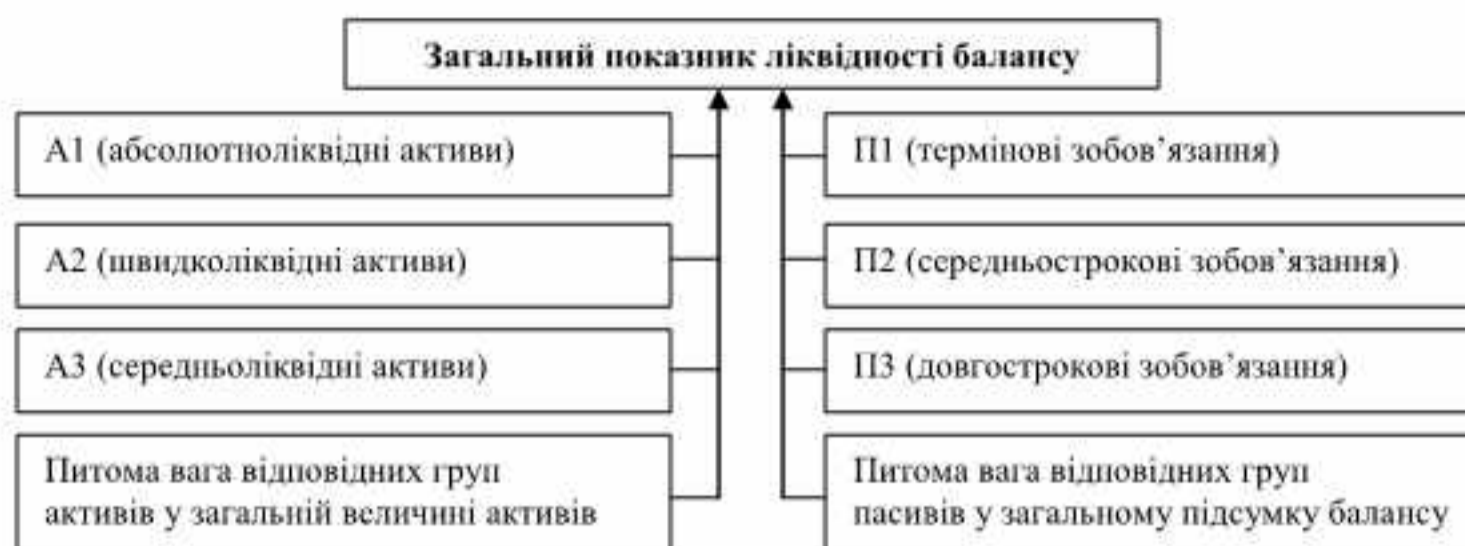 Загальний показник ліквідності балансу
А1 (абсолютноліквідні активи)
П1 (термінові зобов’язання)
А2 (швидколіквідні активи)
П2 (середньострокові зобов’язання)
А3 (середньоліквідні активи)
П3 (довгострокові зобов’язання)
Питома вага відповідних груп
активів у загальній величині активів
Питома вага відповідних груп
пасивів у загальному підсумку балансу